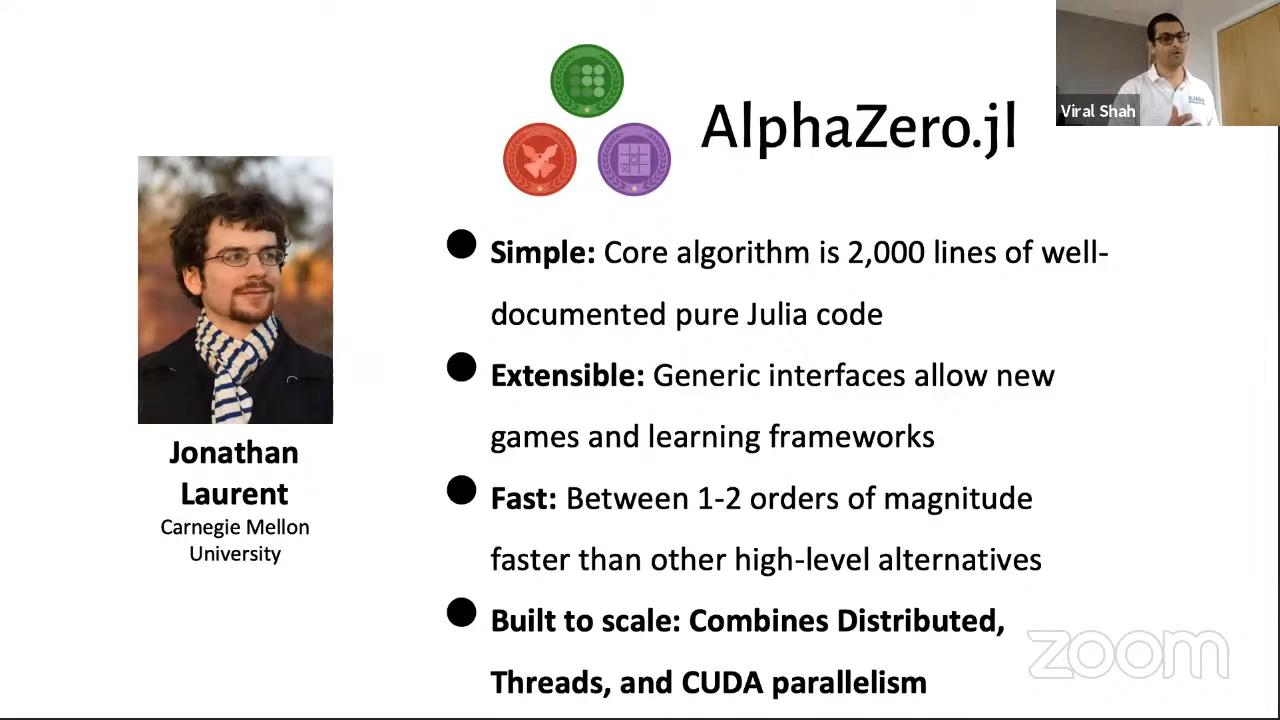 AlphaZero.jl
Viral Shah
Simple: Core algorithm is 2,000 lines of well-
documented pure Julia code
Extensible: Generic interfaces allow new
games and learning frameworks
Fast: Between 1-2 orders of magnitude
faster than other high-level alternatives
Built to scale: Combines Distributed,
Threads, and CUDA parallelism
Jonathan
Laurent
Carnegie Mellon
University
zoom